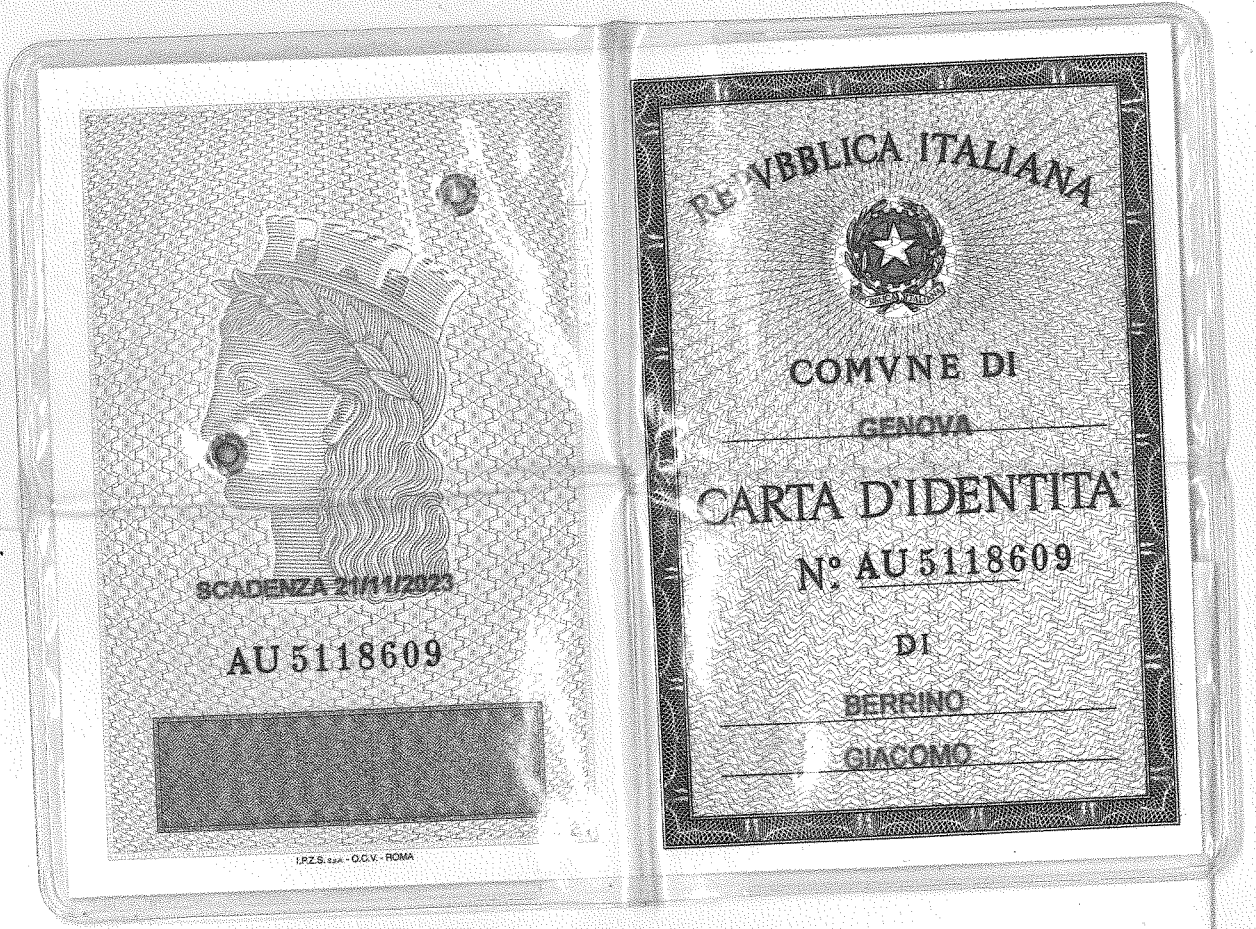 SCADENZA 21/11/2023
AU 5118609
I.P.Z.S. S.p.A. - O.C.V. - ROMA
REPVBBLICA ITALIANA
COMVNE DI
GENOVA
CARTA D'IDENTITA'
N.º AU 5118609
DI
BERRINO
GIACOMO